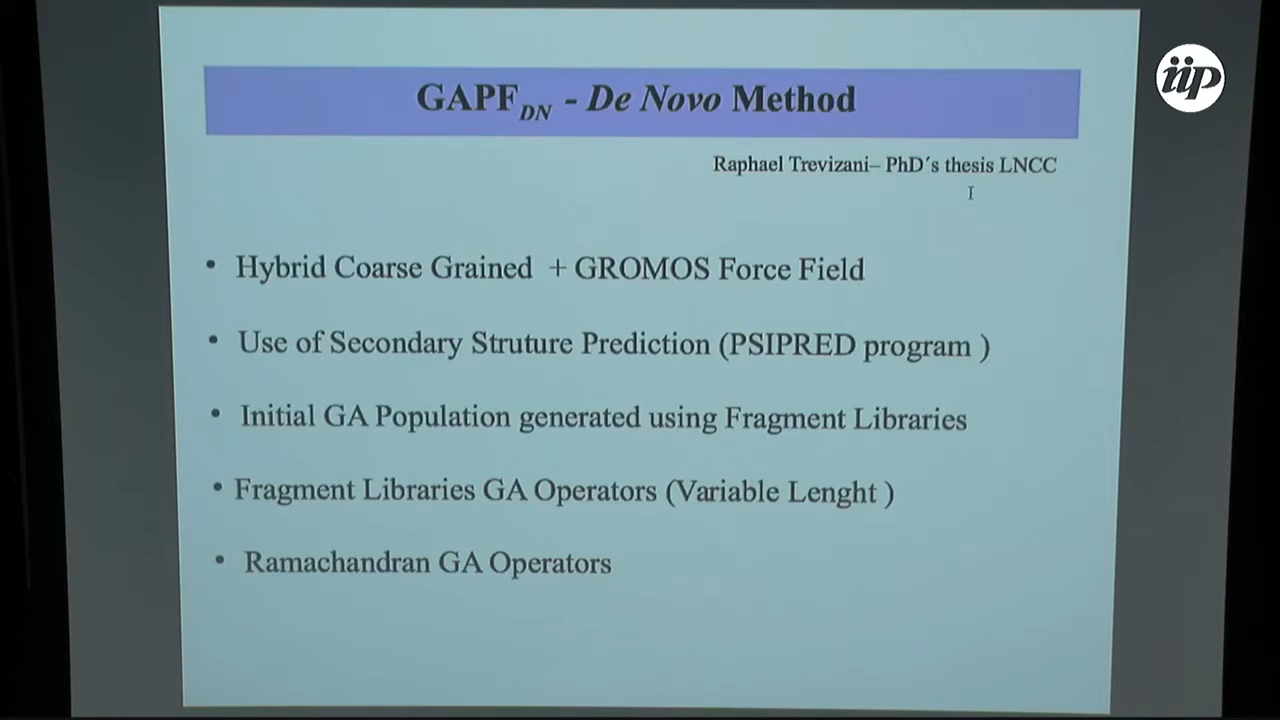 GAPF DN - De Novo Method
iip
Raphael Trevizani– PhD´s thesis LNCC
• Hybrid Coarse Grained + GROMOS Force Field
• Use of Secondary Struture Prediction (PSIPRED program )
• Initial GA Population generated using Fragment Libraries
• Fragment Libraries GA Operators (Variable Lenght )
• Ramachandran GA Operators